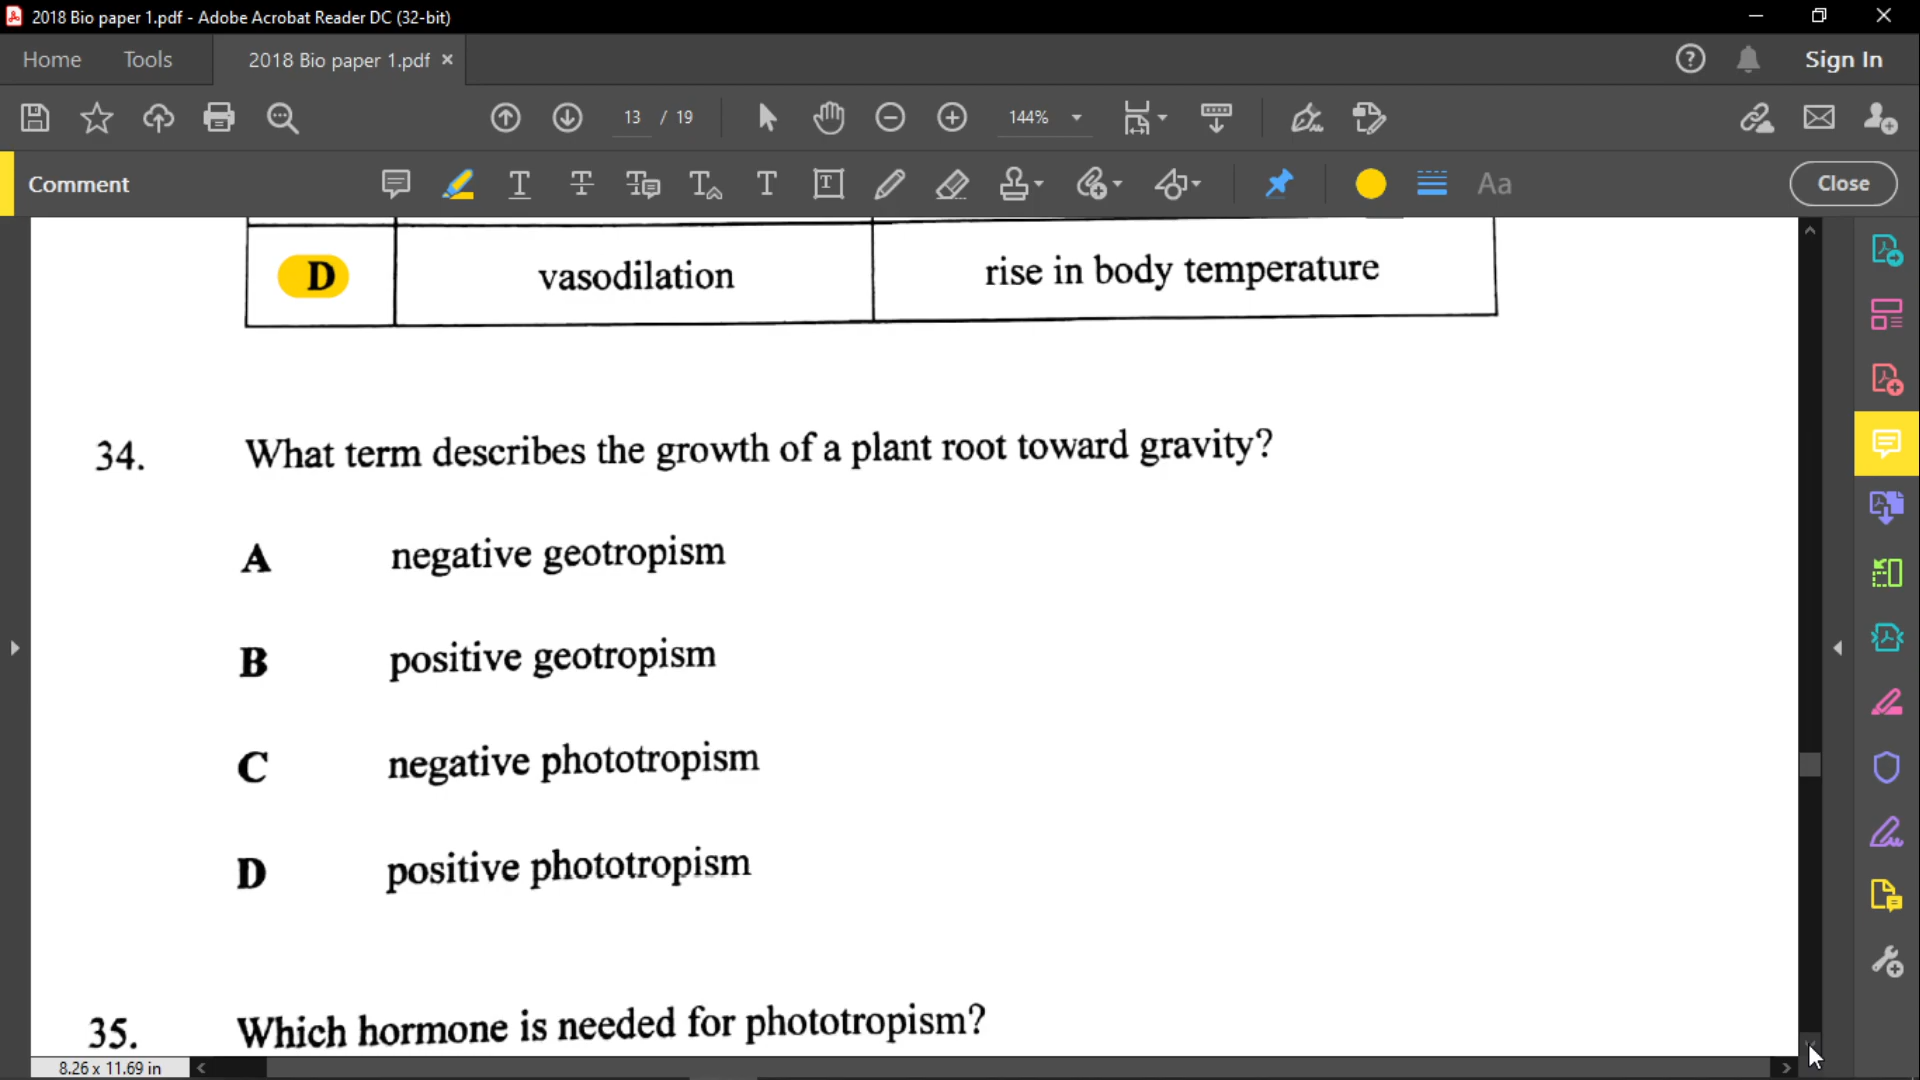 2018 Bio paper 1.pdf - Adobe Acrobat Reader DC (32-bit)
Home Tools 2018 Bio paper 1.pdf × Sign In
13 / 19 144%
Comment Aa Close
D vasodilation rise in body temperature
34. What term describes the growth of a plant root toward gravity?
A negative geotropism
B positive geotropism
C negative phototropism
D positive phototropism
35. Which hormone is needed for phototropism?
8.26 x 11.69 in